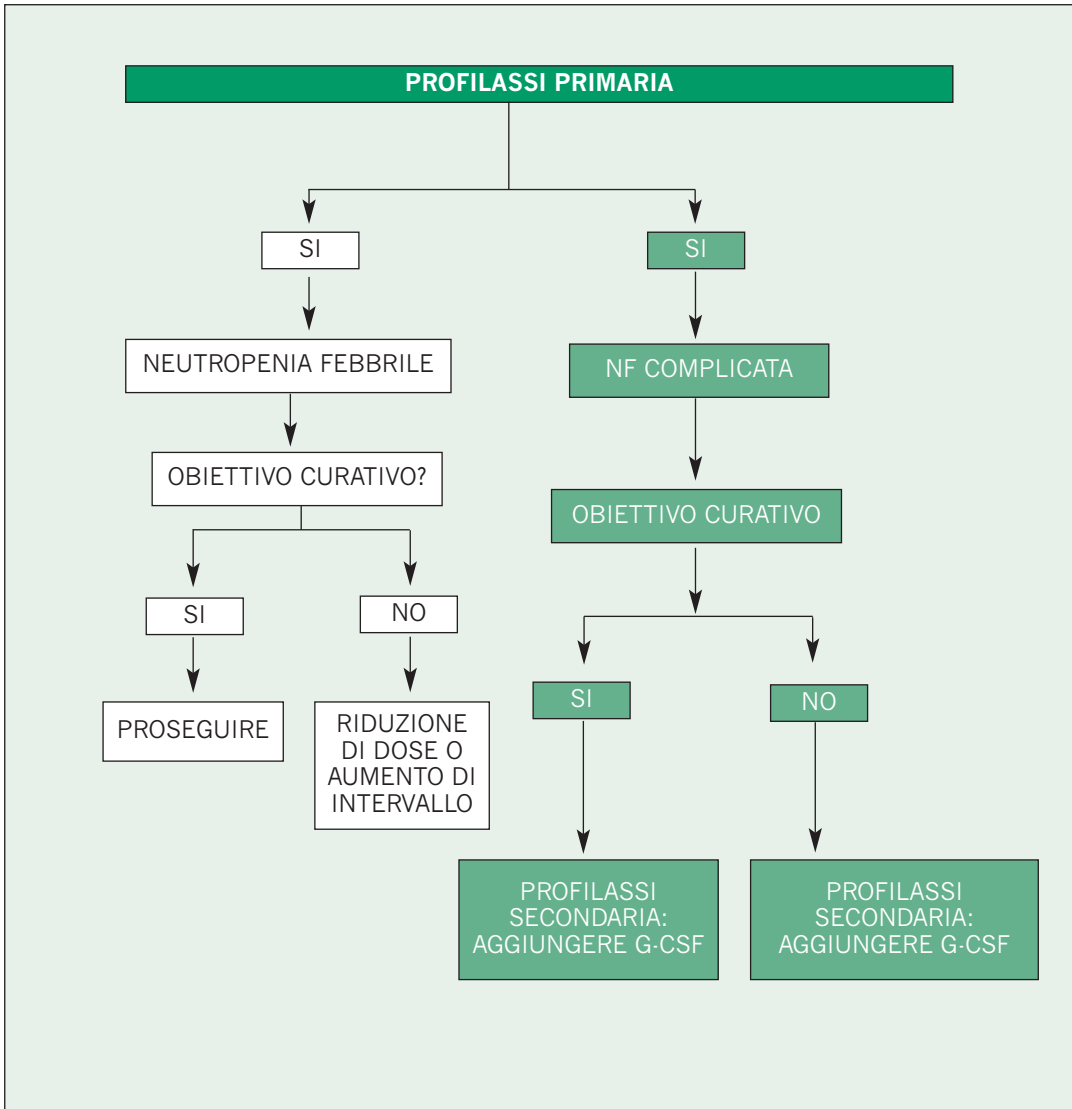 PROFILASSI PRIMARIA
SI
SI
NEUTROPENIA FEBBRILE
NF COMPLICATA
OBIETTIVO CURATIVO?
OBIETTIVO CURATIVO
SI
NO
SI
NO
PROSEGUIRE
RIDUZIONE
DI DOSE O
AUMENTO DI
INTERVALLO
PROFILASSI
SECONDARIA:
AGGIUNGERE G-CSF
PROFILASSI
SECONDARIA:
AGGIUNGERE G-CSF